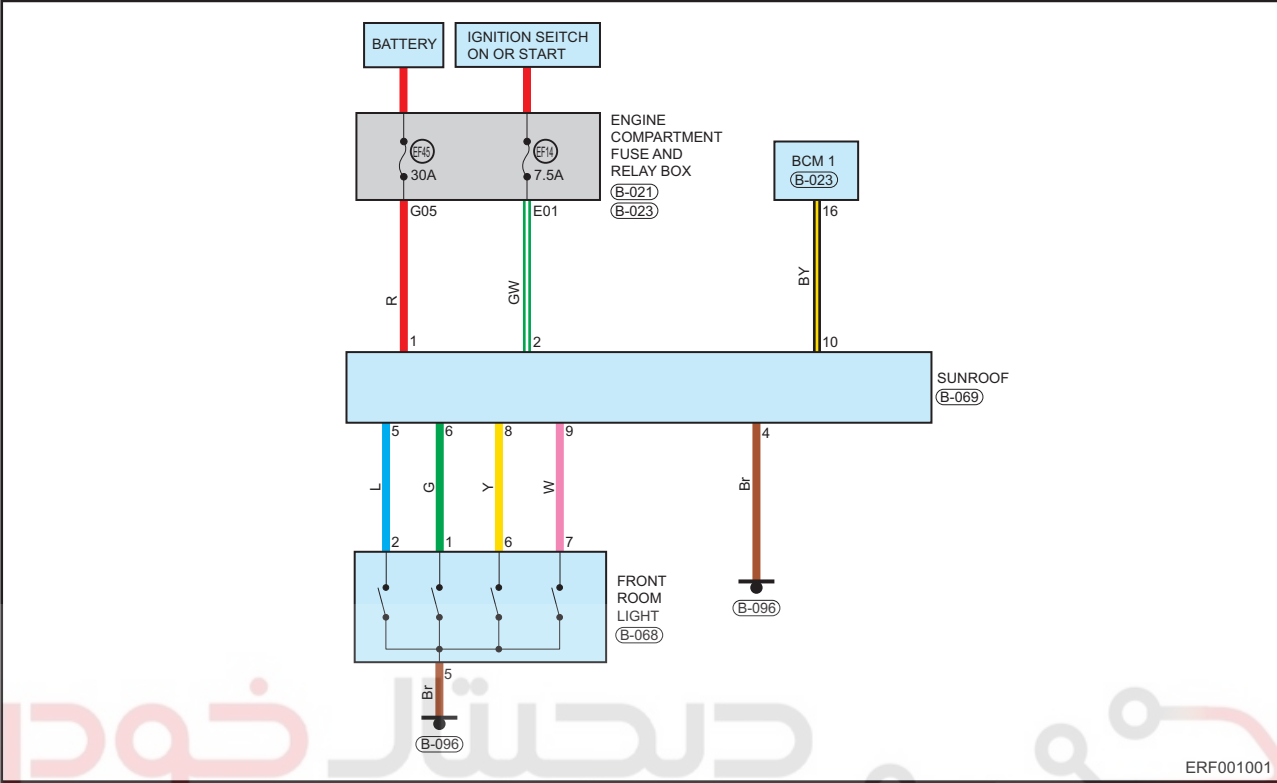 BATTERY
IGNITION SEITCH
ON OR START
EF45
30A
EF14
7.5A
ENGINE
COMPARTMENT
FUSE AND
RELAY BOX
B-021
B-023
BCM 1
B-023
G05
E01
16
R
GW
BY
1
2
10
SUNROOF
B-069
5
6
8
9
4
L
G
Y
W
Br
2
1
6
7
FRONT
ROOM
LIGHT
B-068
B-096
5
Br
B-096
دیجیتال خودرو
ERF001001